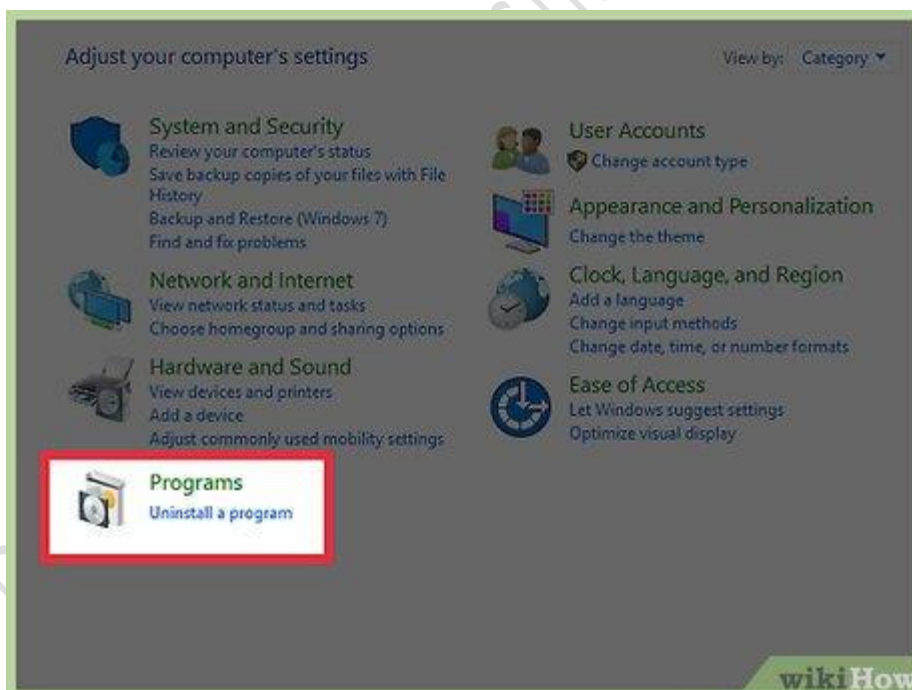 Adjust your computer's settings
View by: Category
System and Security
Review your computer's status
Save backup copies of your files with File
History
Backup and Restore (Windows 7)
Find and fix problems
Network and Internet
View network status and tasks
Choose homegroup and sharing options
Hardware and Sound
View devices and printers
Add a device
Adjust commonly used mobility settings
Programs
Uninstall a program
User Accounts
Change account type
Appearance and Personalization
Change the theme
Clock, Language, and Region
Add a language
Change input methods
Change date, time, or number formats
Ease of Access
Let Windows suggest settings
Optimize visual display
wikiHow